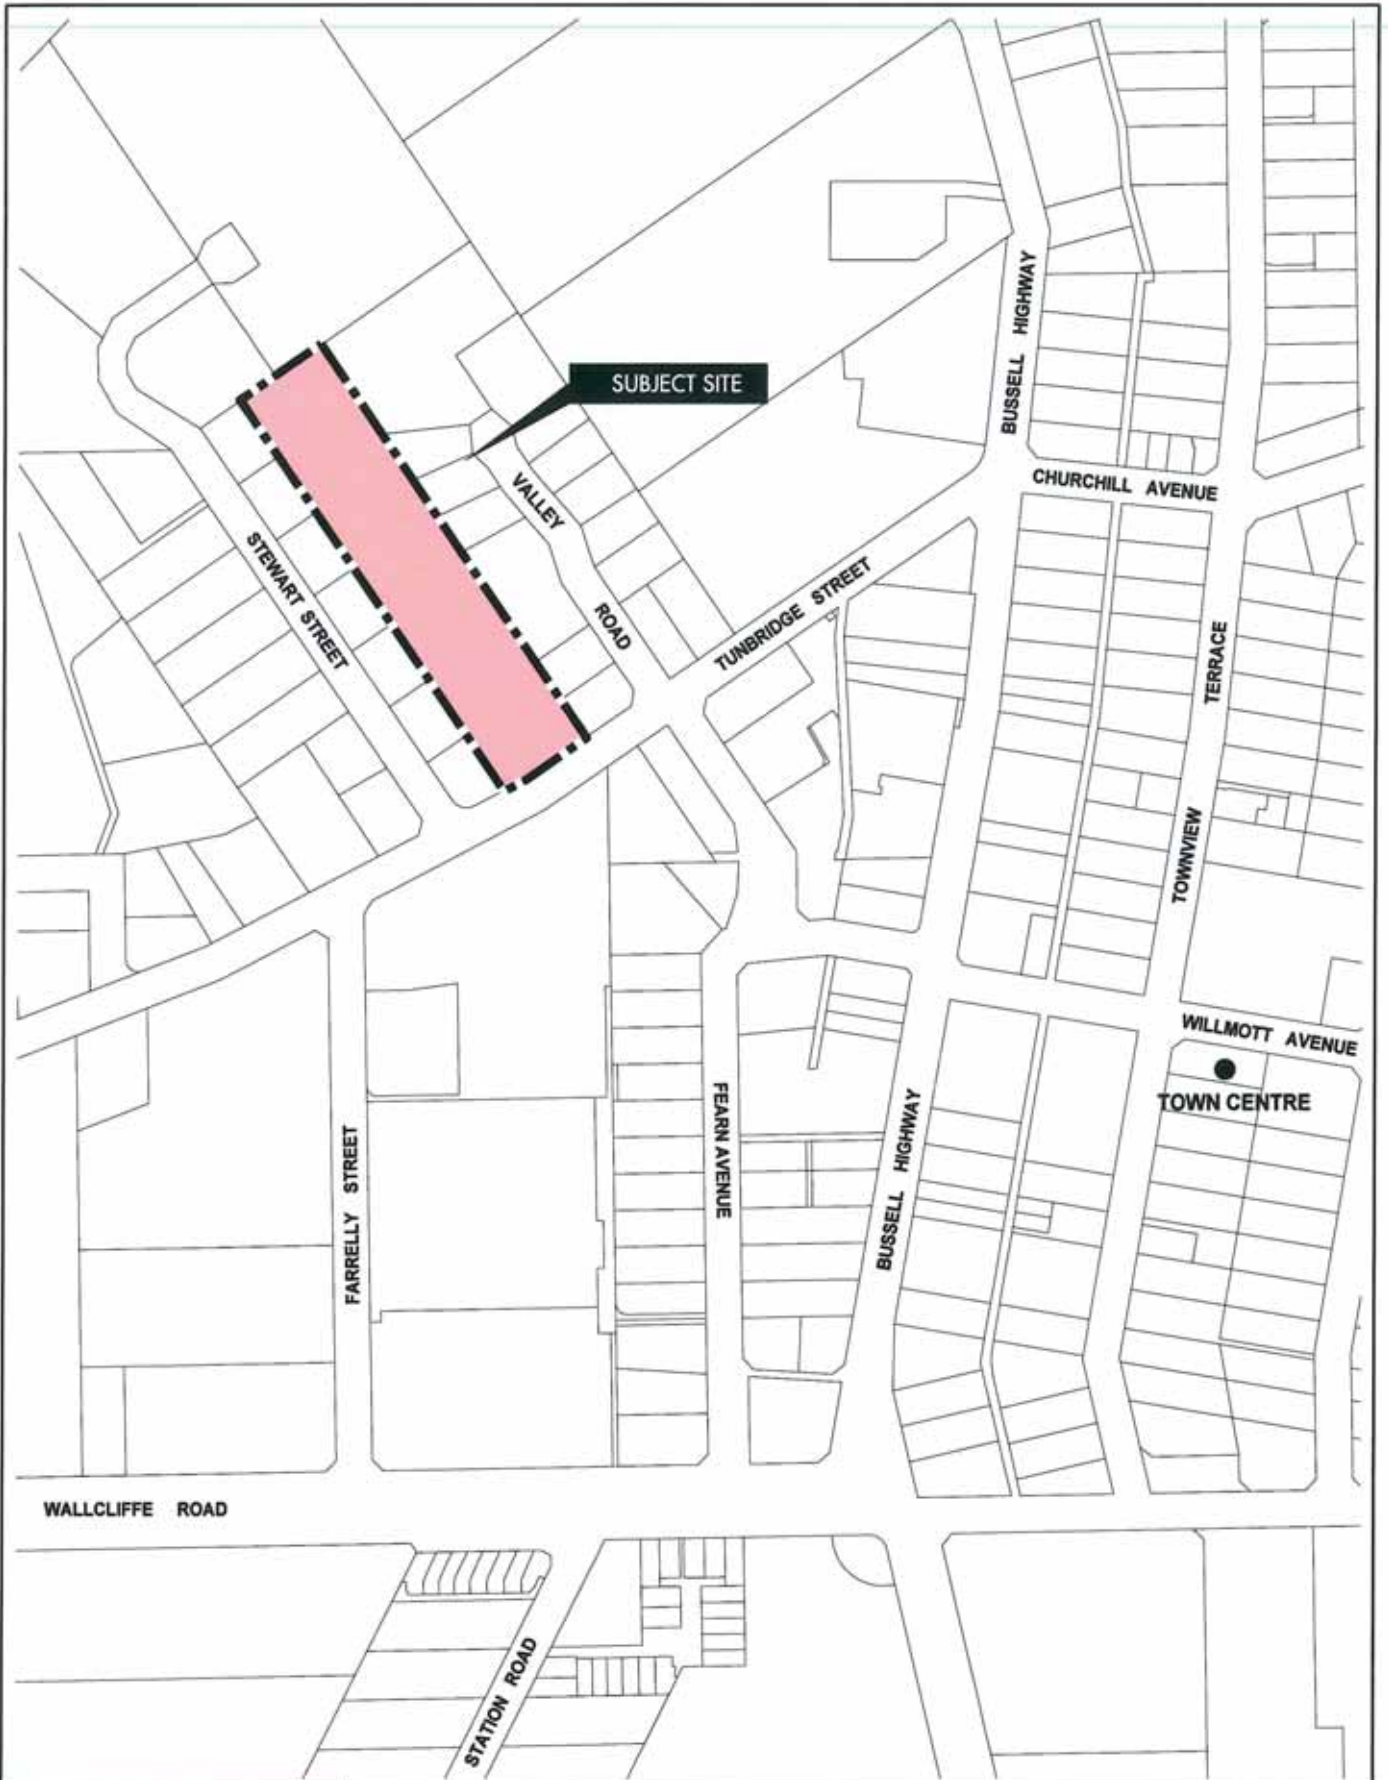 BUSSELL HIGHWAY
SUBJECT SITE
CHURCHILL AVENUE
VALLEY ROAD
STEWART STREET
TUNBRIDGE STREET
TOWNVIEW TERRACE
WILLMOTT AVENUE
TOWN CENTRE
FEARN AVENUE
BUSSELL HIGHWAY
FARRELLY STREET
WALLCLIFFE ROAD
STATION ROAD